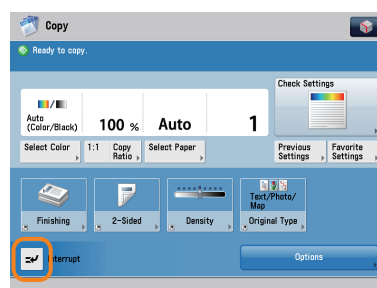 Copy
Ready to copy.
Check Settings
Auto
(Color/Black)
100 %
Auto
1
Select Color
1:1
Copy
Ratio
Select Paper
Previous
Settings
Favorite
Settings
Finishing
2-Sided
Density
Text/Photo/
Map
Original Type
Interrupt
Options